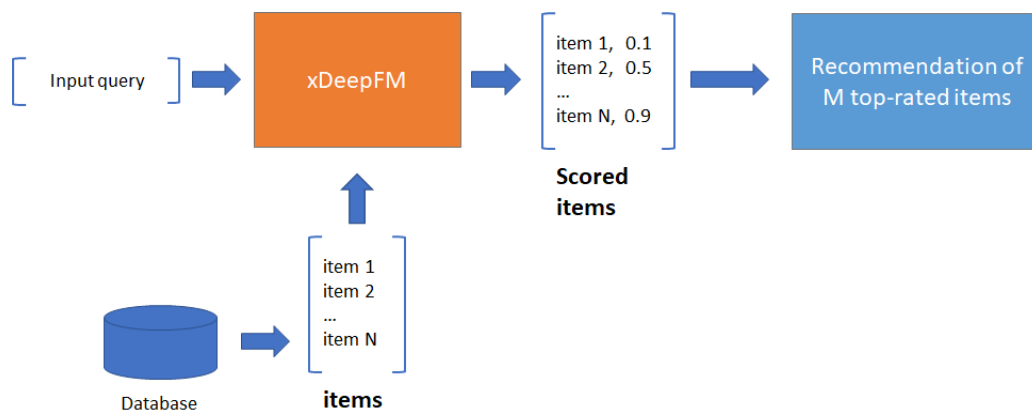 Input query
xDeepFM
item 1, 0.1
item 2, 0.5
...
item N, 0.9
Scored
items
Recommendation of
M top-rated items
item 1
item 2
...
item N
items
Database